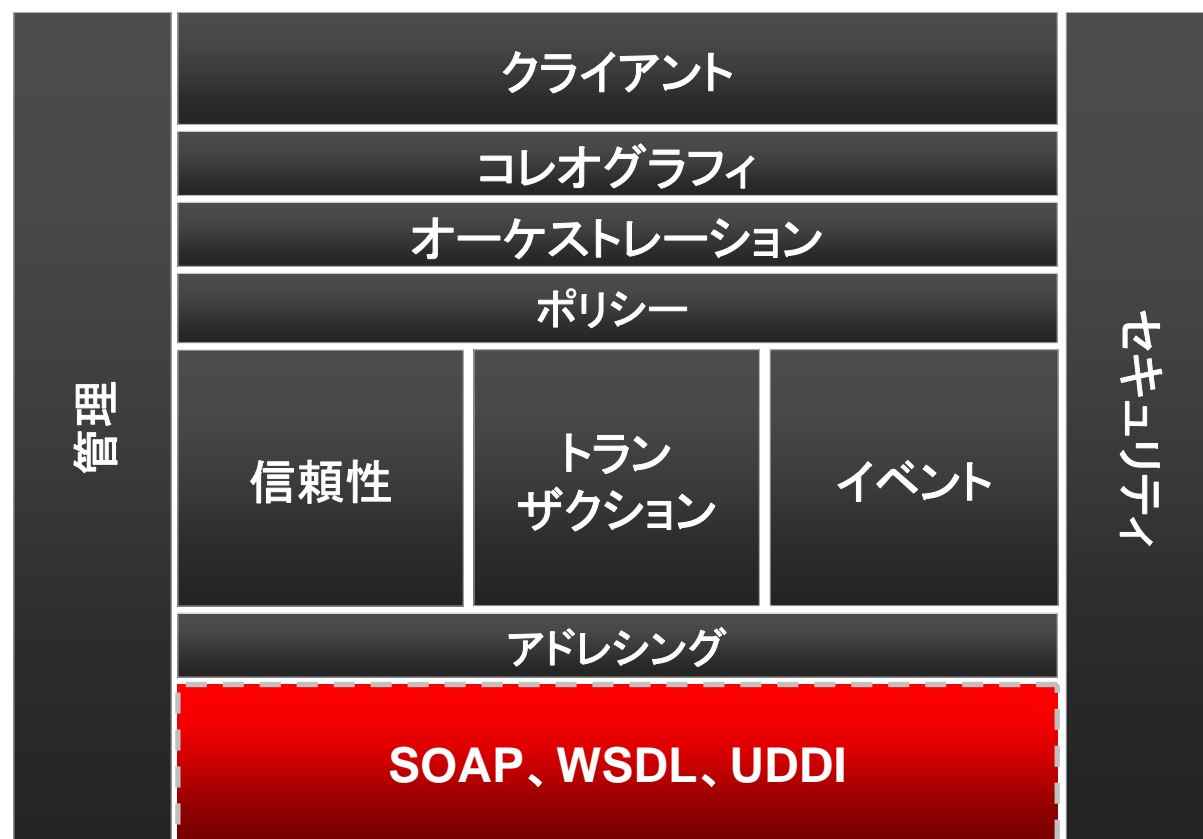 クライアント
コレオグラフィ
オーケストレーション
ポリシー
管理
信頼性
トラン
ザクション
イベント
セキュリティ
アドレシング
SOAP、WSDL、UDDI